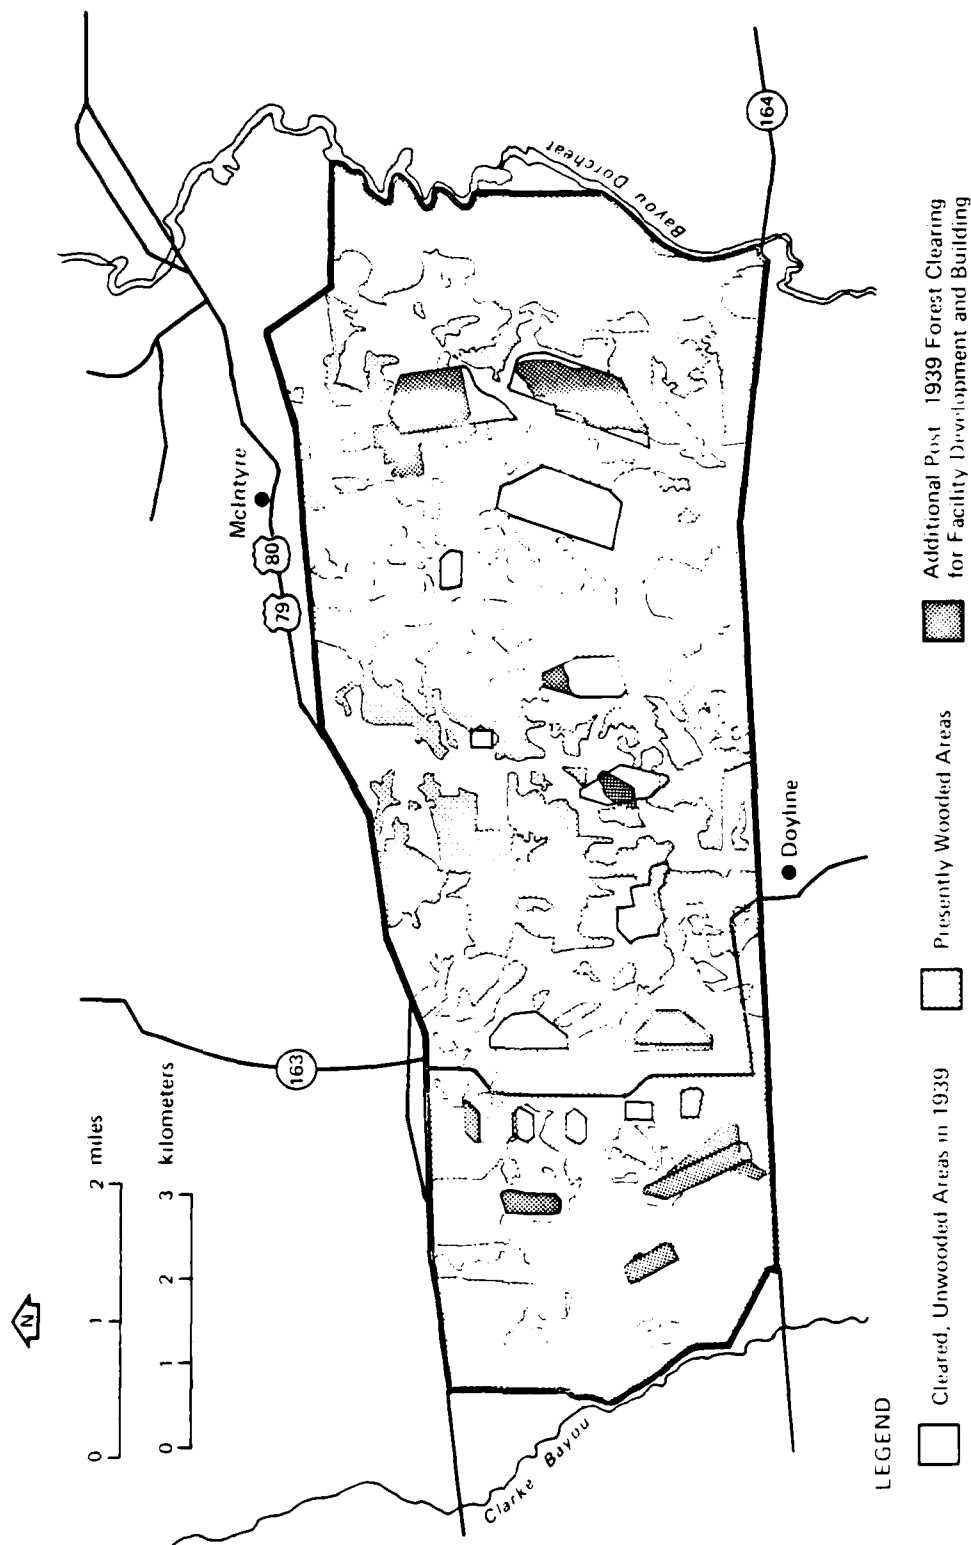 N
0 1 2 miles
0 1 2 3 kilometers
163
79
80
McIntyre
Bayou Dorcheat
164
Clarke Bayou
Doyline
LEGEND
Cleared, Unwooded Areas in 1939
Presently Wooded Areas
Additional Post 1939 Forest Clearing
for Facility Development and Building